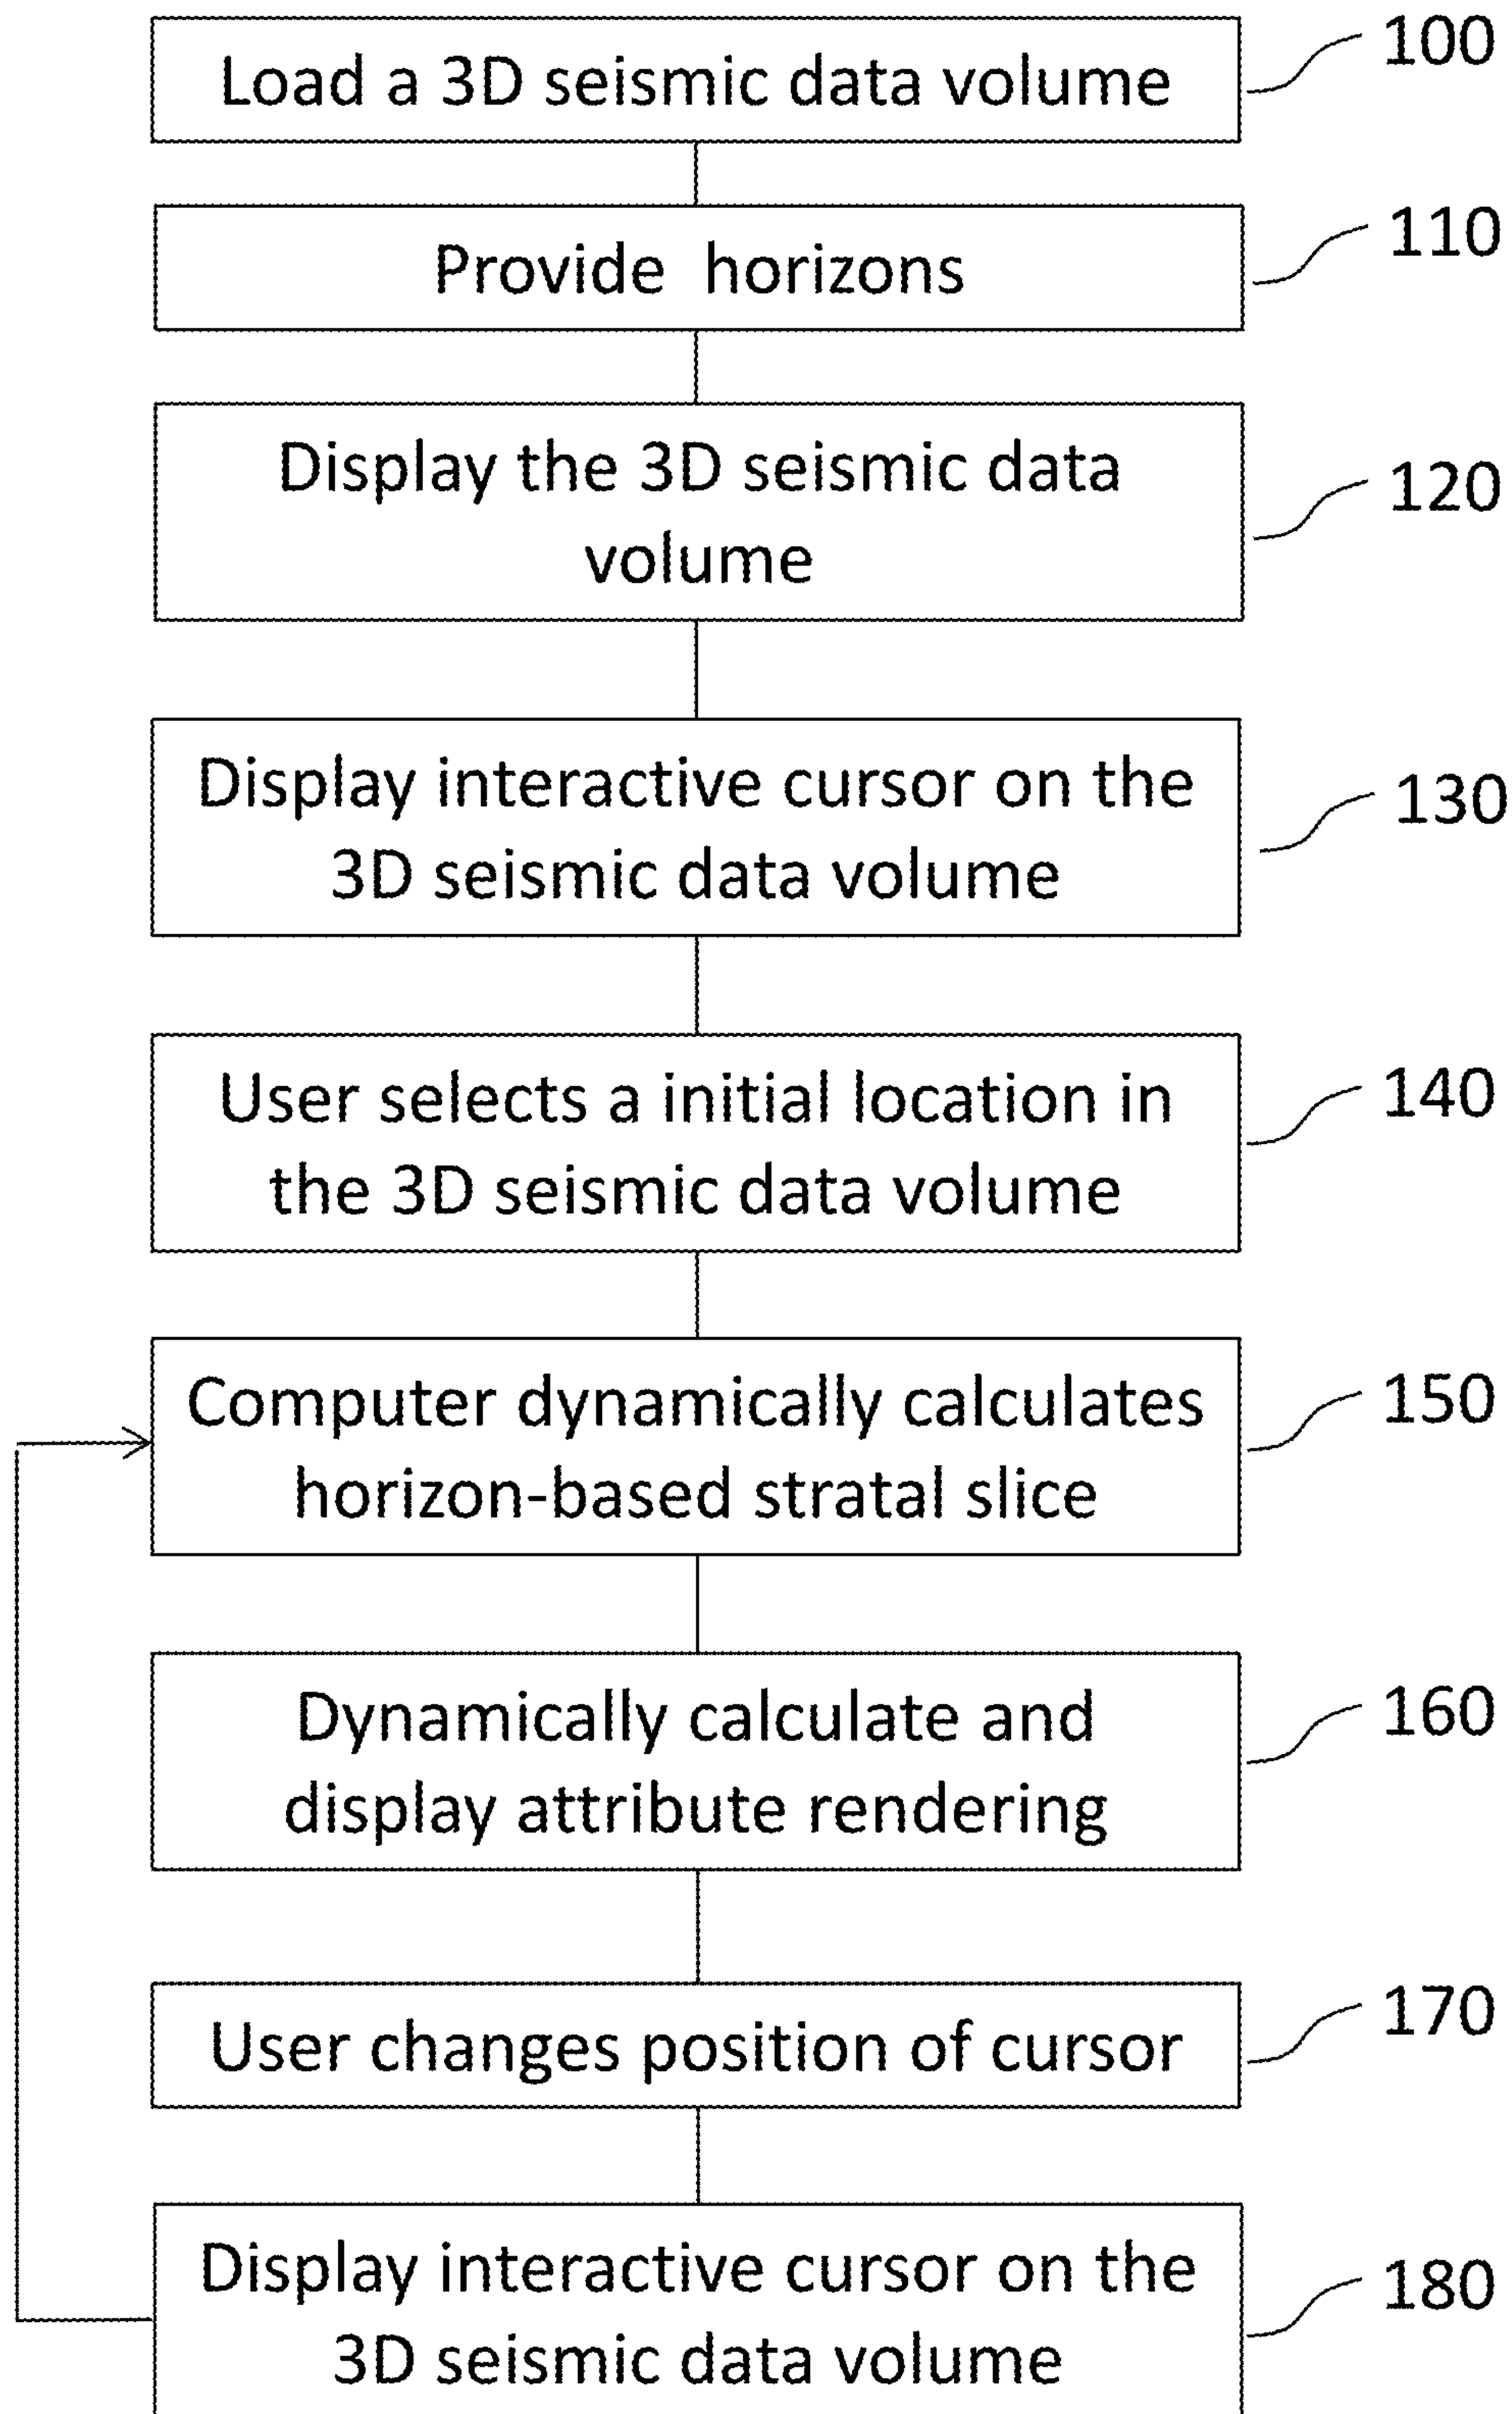 Load a 3D seismic data volume
100
Provide horizons
110
Display the 3D seismic data
volume
120
Display interactive cursor on the
3D seismic data volume
130
User selects a initial location in
the 3D seismic data volume
140
Computer dynamically calculates
horizon-based stratal slice
150
Dynamically calculate and
display attribute rendering
160
User changes position of cursor
170
Display interactive cursor on the
3D seismic data volume
180